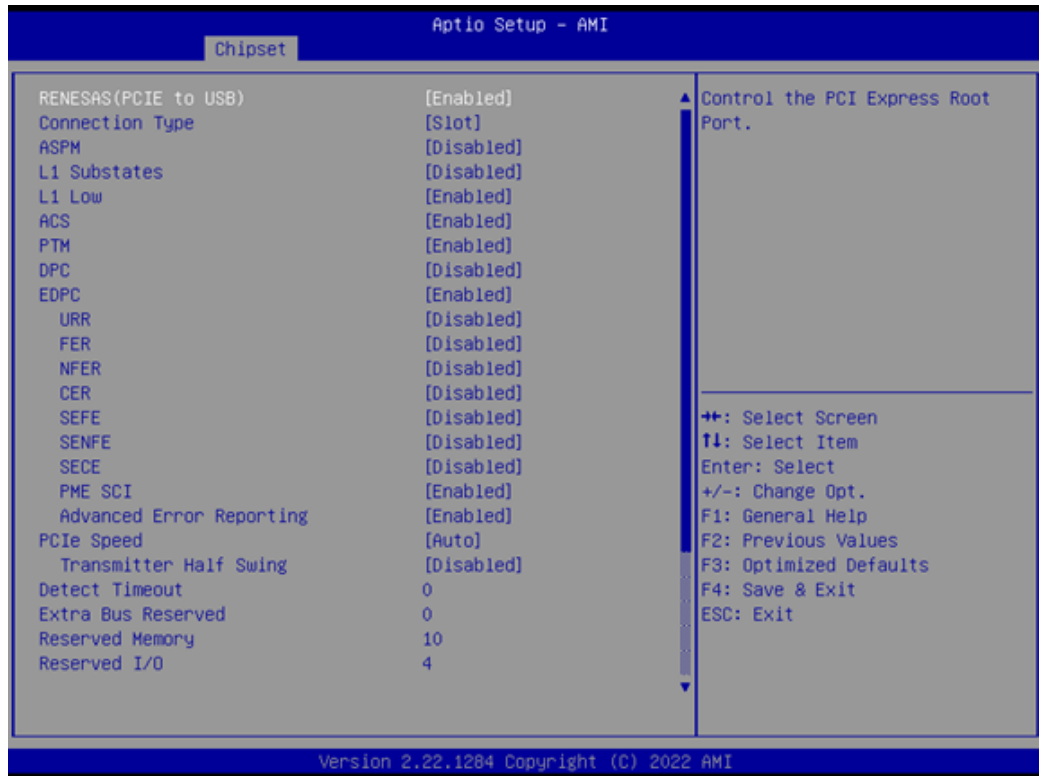 Aptio Setup – AMI
Chipset
RENESAS(PCIE to USB) [Enabled]
Connection Type [Slot]
ASPM [Disabled]
L1 Substates [Disabled]
L1 Low [Enabled]
ACS [Enabled]
PTM [Enabled]
DPC [Disabled]
EDPC [Enabled]
URR [Disabled]
FER [Disabled]
NFER [Disabled]
CER [Disabled]
SEFE [Disabled]
SENFE [Disabled]
SECE [Disabled]
PME SCI [Enabled]
Advanced Error Reporting [Enabled]
PCIe Speed [Auto]
Transmitter Half Swing [Disabled]
Detect Timeout 0
Extra Bus Reserved 0
Reserved Memory 10
Reserved I/O 4
Control the PCI Express Root
Port.
→←: Select Screen
↑↓: Select Item
Enter: Select
+/-: Change Opt.
F1: General Help
F2: Previous Values
F3: Optimized Defaults
F4: Save & Exit
ESC: Exit
Version 2.22.1284 Copyright (C) 2022 AMI